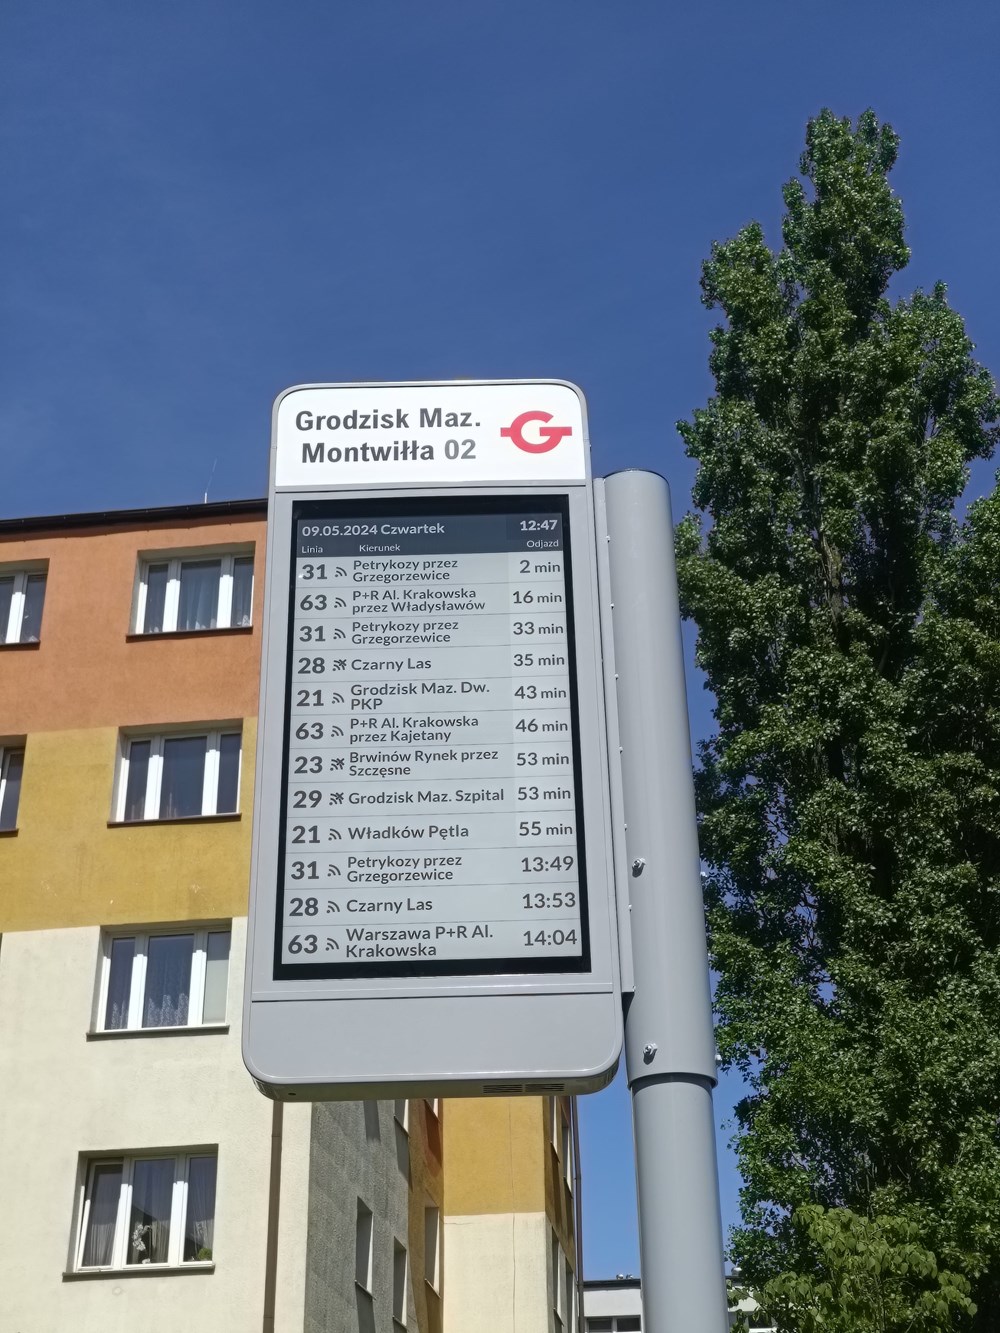 Grodzisk Maz.
Montwiłła 02
G
09.05.2024 Czwartek 12:47
Linia Kierunek Odjazd
31 Petrykozy przez
Grzegorzewice 2 min
63 P+R Al. Krakowska
przez Władysławów 16 min
31 Petrykozy przez
Grzegorzewice 33 min
28 Czarny Las 35 min
21 Grodzisk Maz. Dw.
PKP 43 min
63 P+R Al. Krakowska
przez Kajetany 46 min
23 Brwinów Rynek przez
Szczęsne 53 min
29 Grodzisk Maz. Szpital 53 min
21 Władków Pętla 55 min
31 Petrykozy przez
Grzegorzewice 13:49
28 Czarny Las 13:53
63 Warszawa P+R Al.
Krakowska 14:04